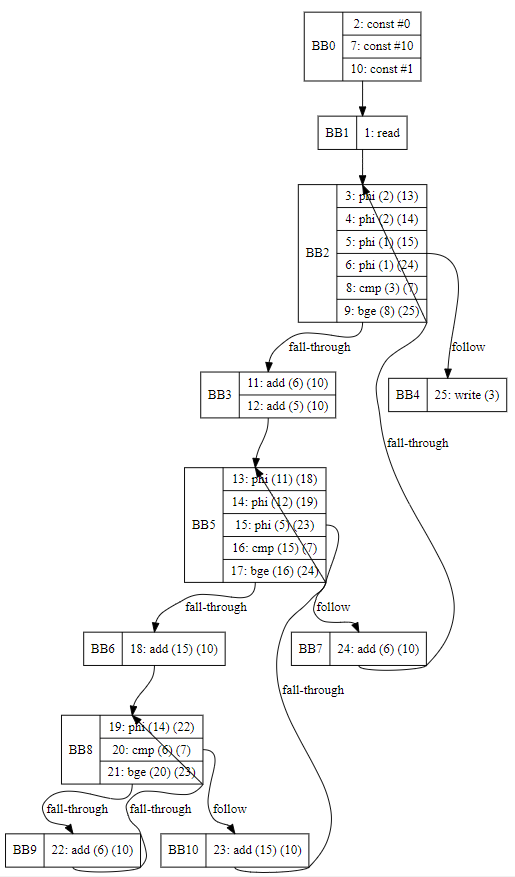 BB0
2: const #0
7: const #10
10: const #1
BB1
1: read
BB2
3: phi (2) (13)
4: phi (2) (14)
5: phi (1) (15)
6: phi (1) (24)
8: cmp (3) (7)
9: bge (8) (25)
fall-through
follow
BB3
11: add (6) (10)
12: add (5) (10)
BB4
25: write (3)
fall-through
BB5
13: phi (11) (18)
14: phi (12) (19)
15: phi (5) (23)
16: cmp (15) (7)
17: bge (16) (24)
fall-through
follow
BB6
18: add (15) (10)
BB7
24: add (6) (10)
fall-through
BB8
19: phi (14) (22)
20: cmp (6) (7)
21: bge (20) (23)
fall-through
fall-through
follow
BB9
22: add (6) (10)
BB10
23: add (15) (10)